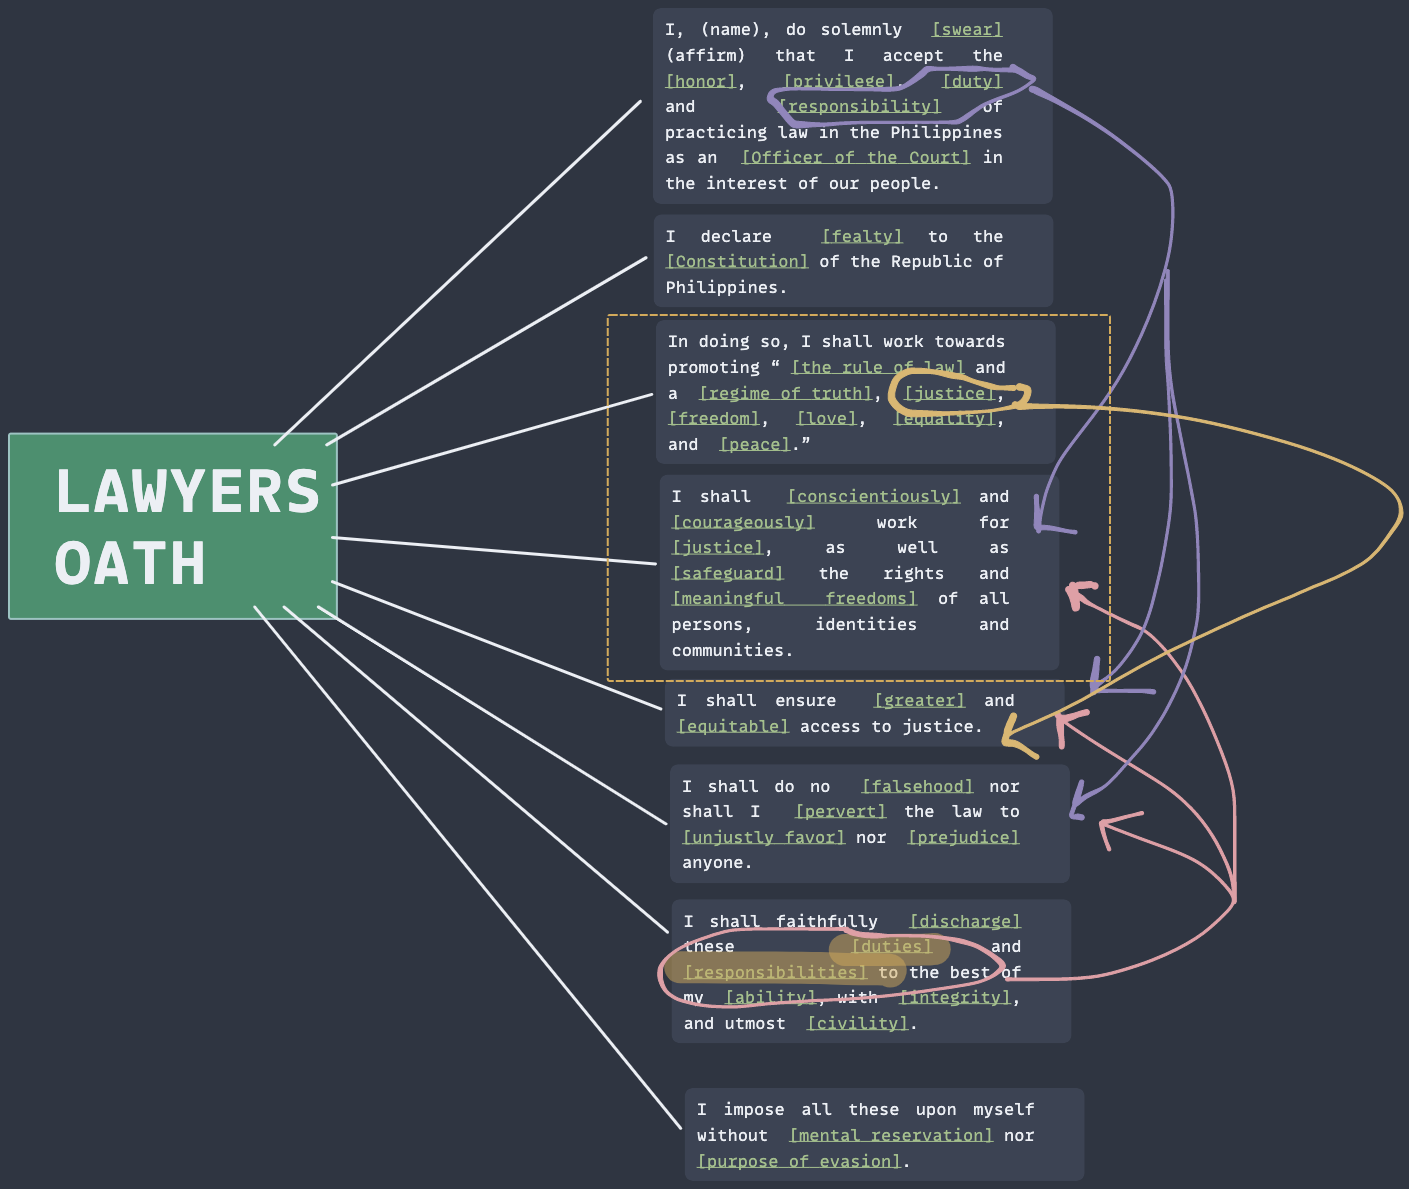 LAWYERS
OATH
I, (name), do solemnly [swear]
(affirm) that I accept the
[honor], [privilege], [duty]
and [responsibility] of
practicing law in the Philippines
as an [Officer of the Court] in
the interest of our people.
I declare [fealty] to the
[Constitution] of the Republic of
Philippines.
In doing so, I shall work towards
promoting “ [the rule of law] and
a [regime of truth], [justice],
[freedom], [love], [equality],
and [peace].”
I shall [conscientiously] and
[courageously] work for
[justice], as well as
[safeguard] the rights and
[meaningful freedoms] of all
persons, identities and
communities.
I shall ensure [greater] and
[equitable] access to justice.
I shall do no [falsehood] nor
shall I [pervert] the law to
[unjustly favor] nor [prejudice]
anyone.
I shall faithfully [discharge]
these [duties] and
[responsibilities] to the best of
my [ability], with [integrity],
and utmost [civility].
I impose all these upon myself
without [mental reservation] nor
[purpose of evasion].